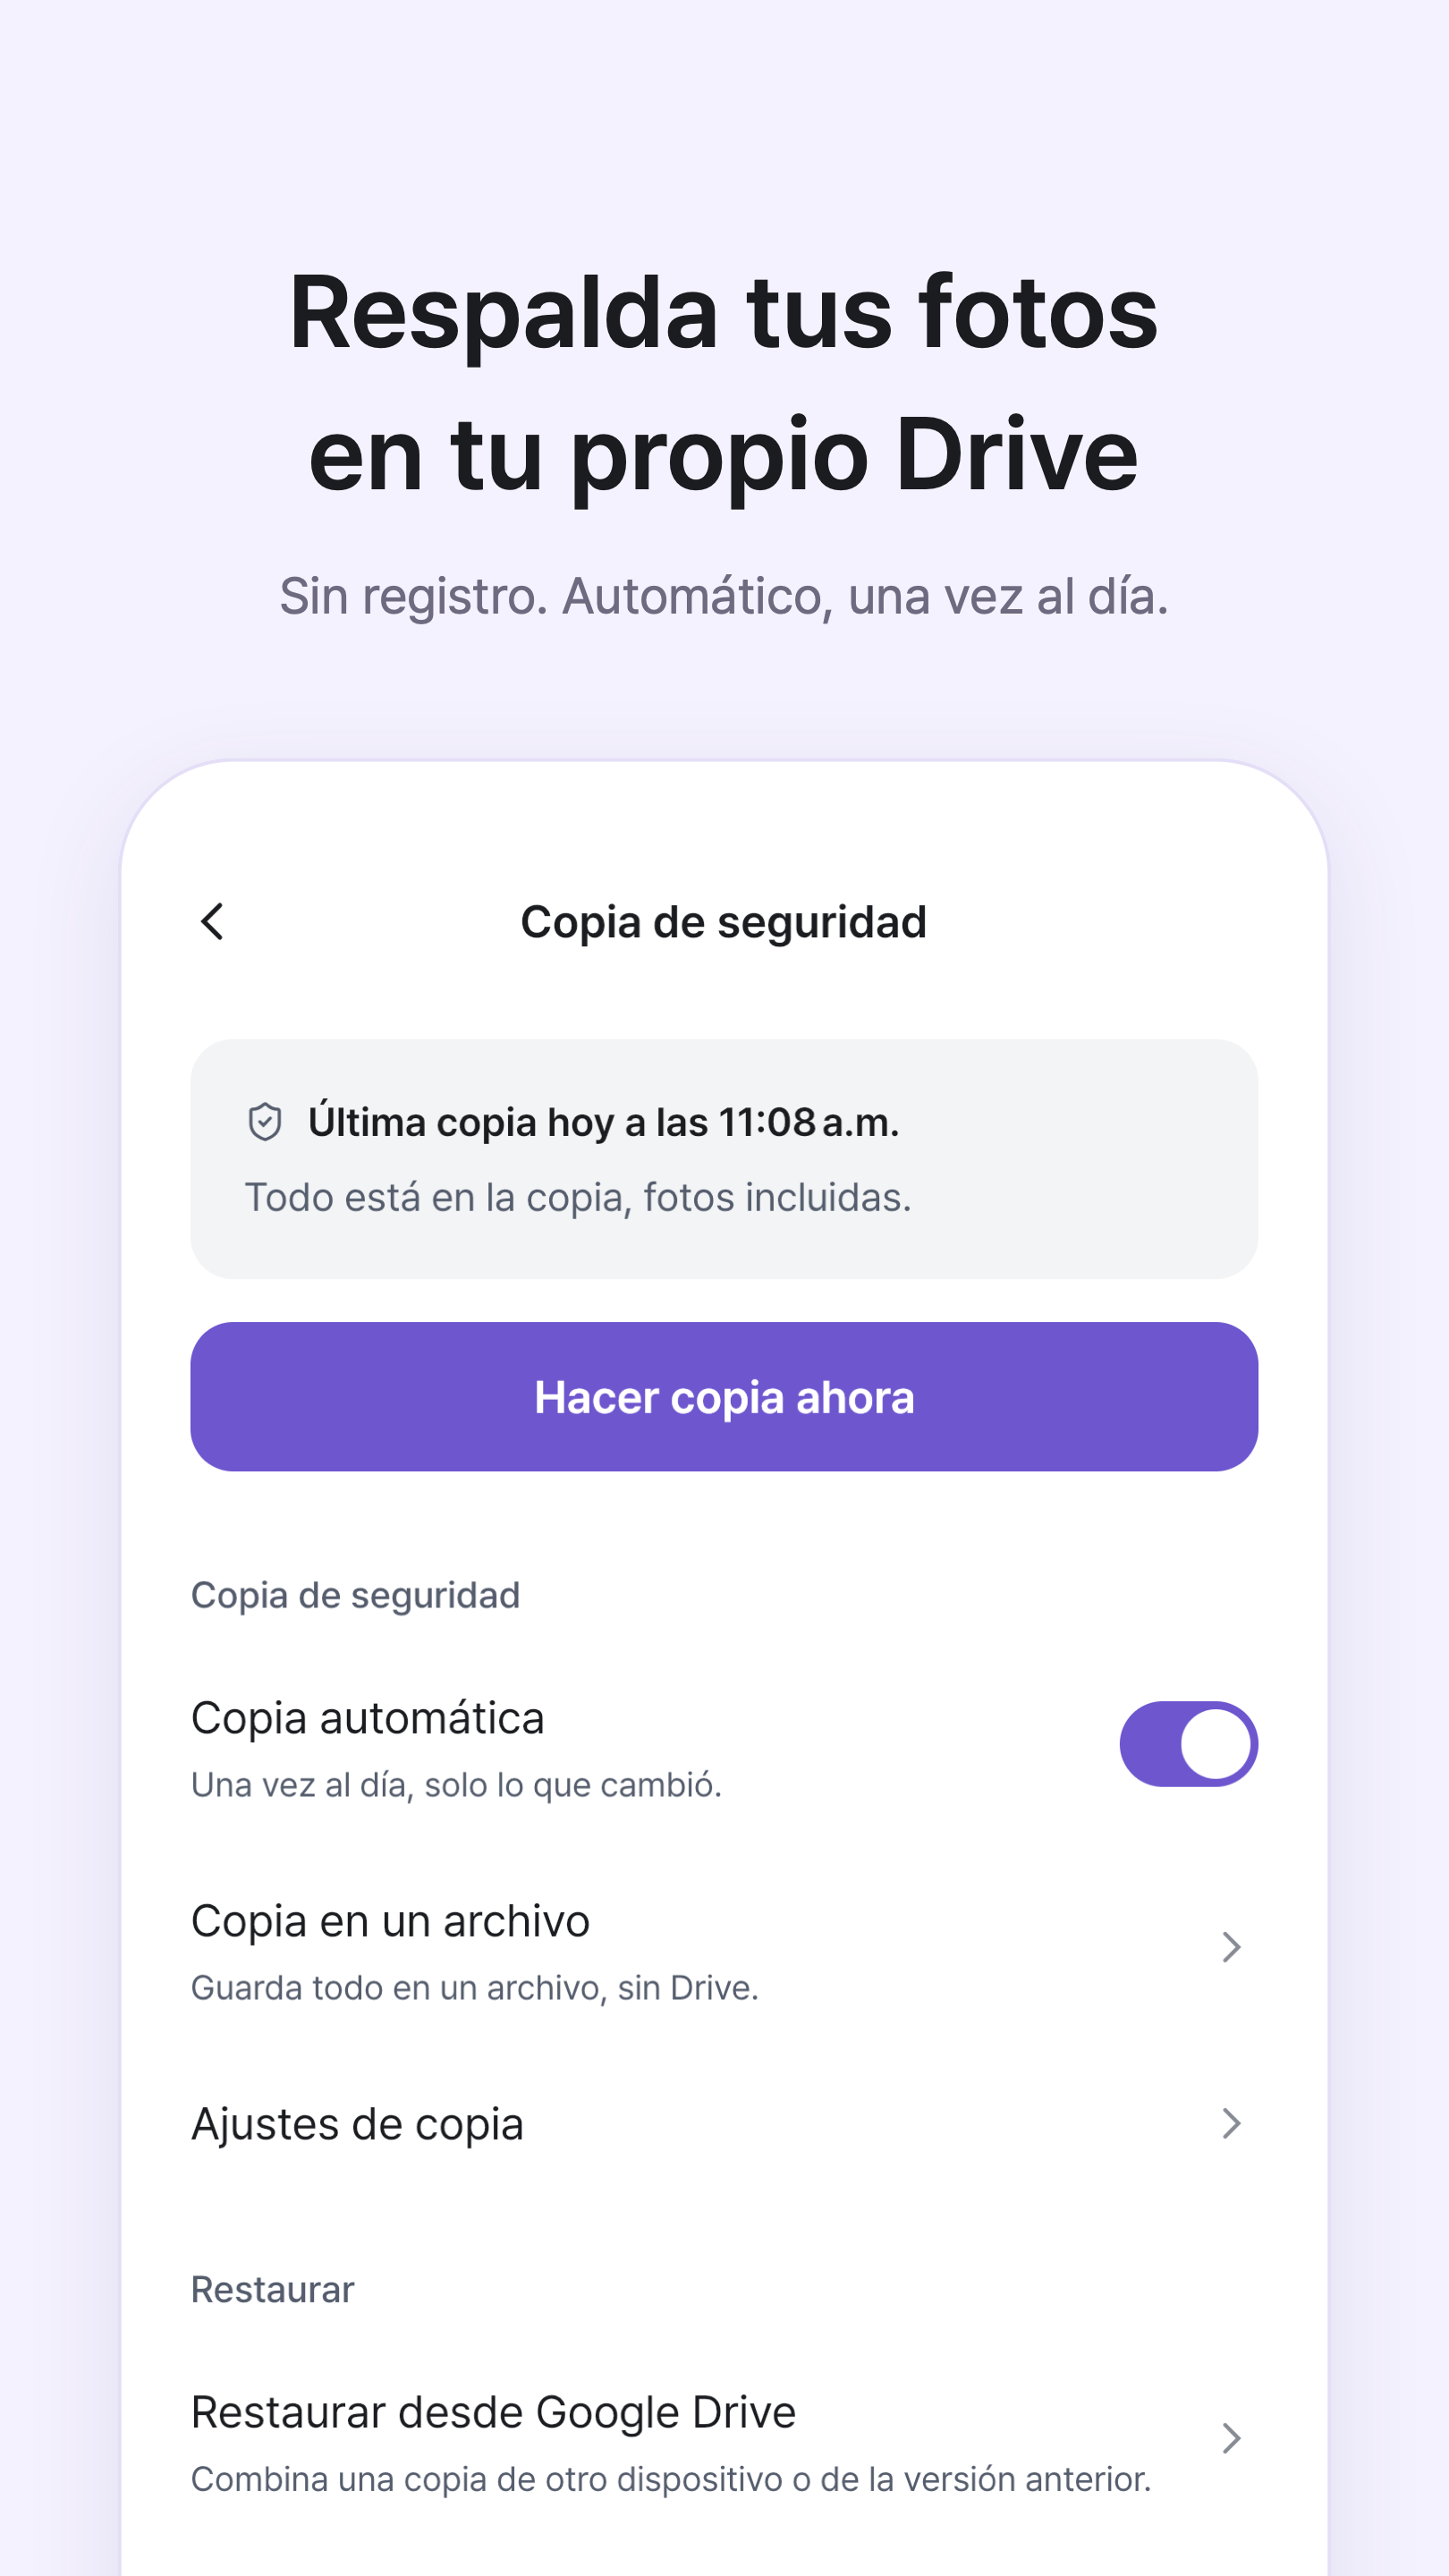 Respalda tus fotos
en tu propio Drive
Sin registro. Automático, una vez al día.
Copia de seguridad
Última copia hoy a las 11:08 a.m.
Todo está en la copia, fotos incluidas.
Hacer copia ahora
Copia de seguridad
Copia automática
Una vez al día, solo lo que cambió.
Copia en un archivo
Guarda todo en un archivo, sin Drive.
Ajustes de copia
Restaurar
Restaurar desde Google Drive
Combina una copia de otro dispositivo o de la versión anterior.